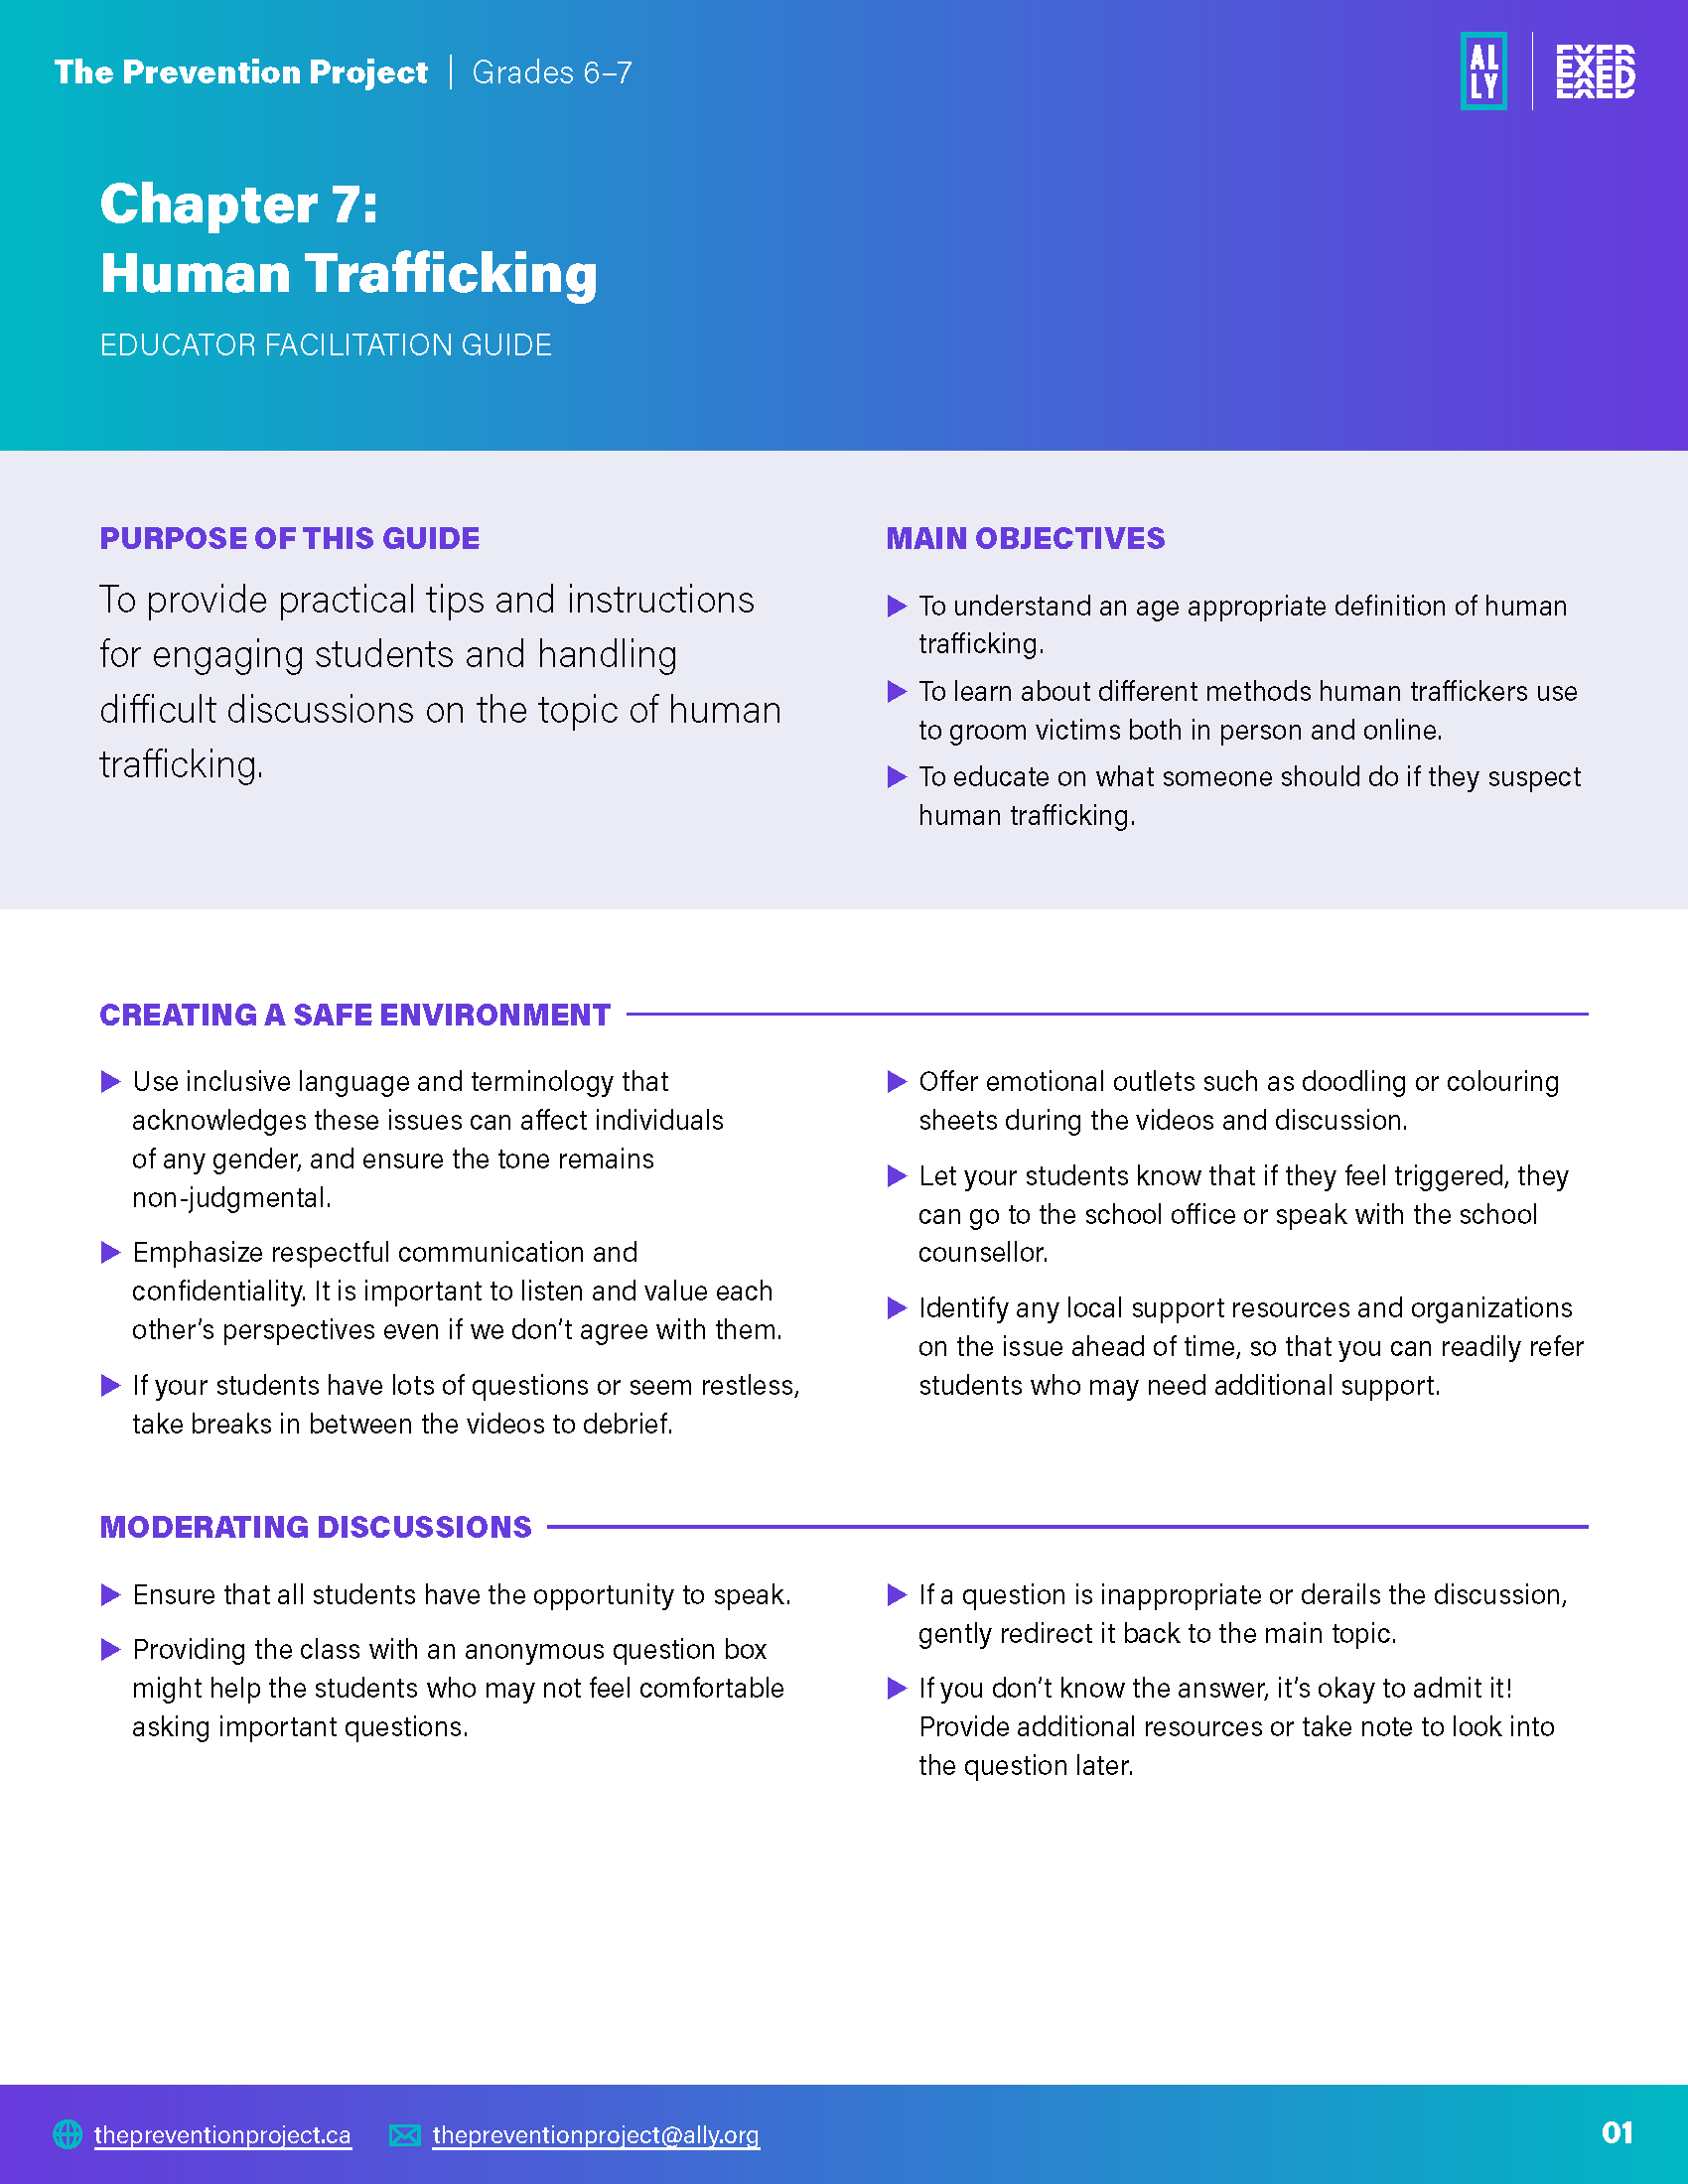 The Prevention Project | Grades 6–7
AL
LY
EXER
EXED
Chapter 7:
Human Trafficking
EDUCATOR FACILITATION GUIDE
PURPOSE OF THIS GUIDE
To provide practical tips and instructions
for engaging students and handling
difficult discussions on the topic of human
trafficking.
MAIN OBJECTIVES
▶ To understand an age appropriate definition of human
trafficking.
▶ To learn about different methods human traffickers use
to groom victims both in person and online.
▶ To educate on what someone should do if they suspect
human trafficking.
CREATING A SAFE ENVIRONMENT
▶ Use inclusive language and terminology that
acknowledges these issues can affect individuals
of any gender, and ensure the tone remains
non-judgmental.
▶ Emphasize respectful communication and
confidentiality. It is important to listen and value each
other’s perspectives even if we don’t agree with them.
▶ If your students have lots of questions or seem restless,
take breaks in between the videos to debrief.
▶ Offer emotional outlets such as doodling or colouring
sheets during the videos and discussion.
▶ Let your students know that if they feel triggered, they
can go to the school office or speak with the school
counsellor.
▶ Identify any local support resources and organizations
on the issue ahead of time, so that you can readily refer
students who may need additional support.
MODERATING DISCUSSIONS
▶ Ensure that all students have the opportunity to speak.
▶ Providing the class with an anonymous question box
might help the students who may not feel comfortable
asking important questions.
▶ If a question is inappropriate or derails the discussion,
gently redirect it back to the main topic.
▶ If you don’t know the answer, it’s okay to admit it!
Provide additional resources or take note to look into
the question later.
thepreventionproject.ca
thepreventionproject@ally.org
01